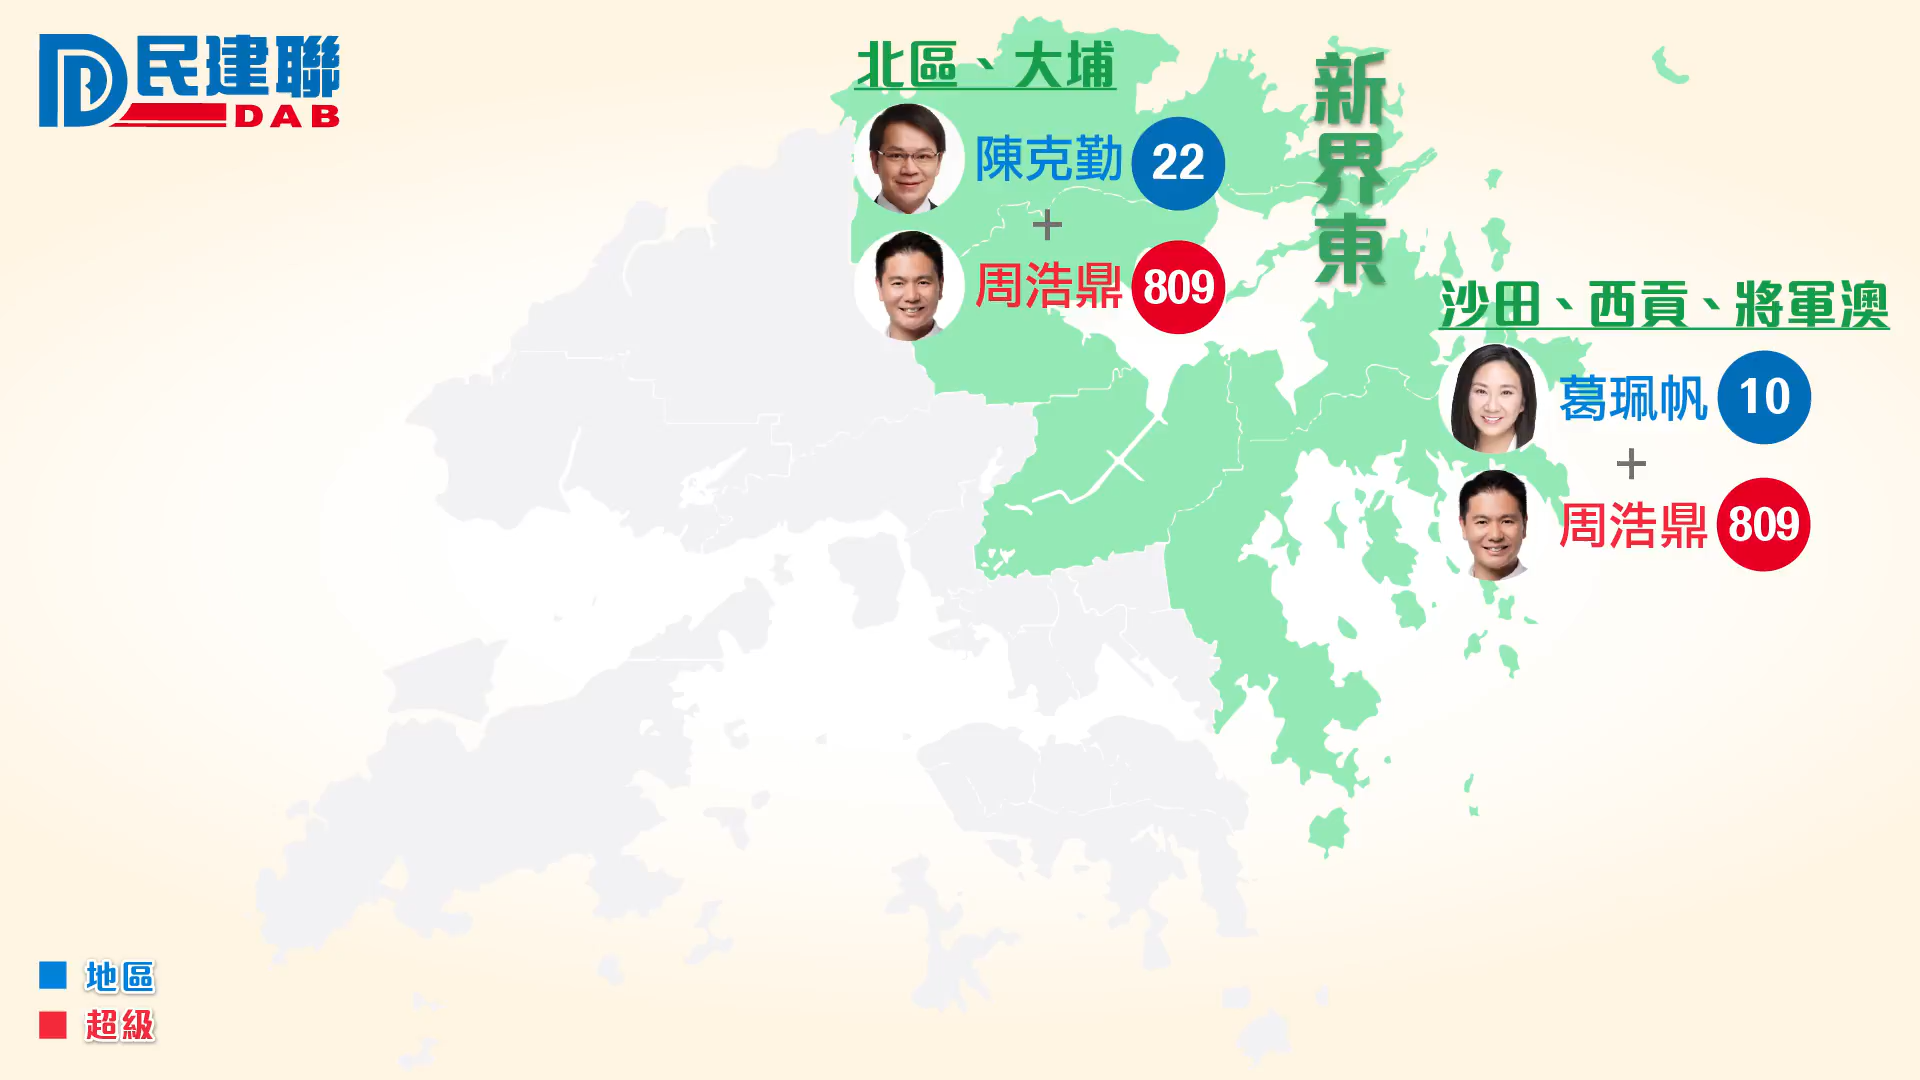 民建聯
DAB
北區、大埔
陳克勤 22
+
周浩鼎 809
新界東
沙田、西貢、將軍澳
葛珮帆 10
+
周浩鼎 809
地區
超級